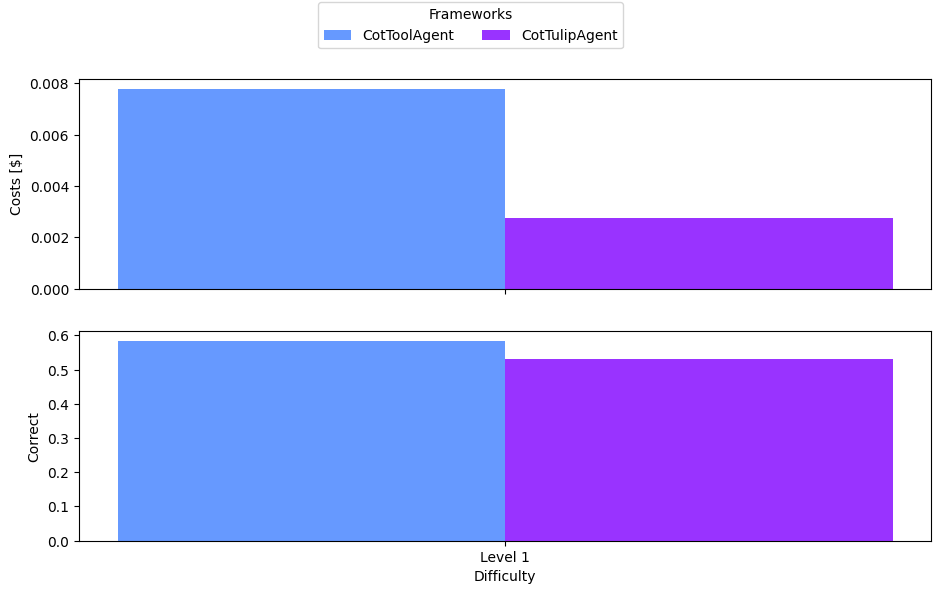 Frameworks
CotToolAgent CotTulipAgent
0.008
0.006
0.004
0.002
0.000
Costs [$]
0.6
0.5
0.4
0.3
0.2
0.1
0.0
Correct
Level 1
Difficulty